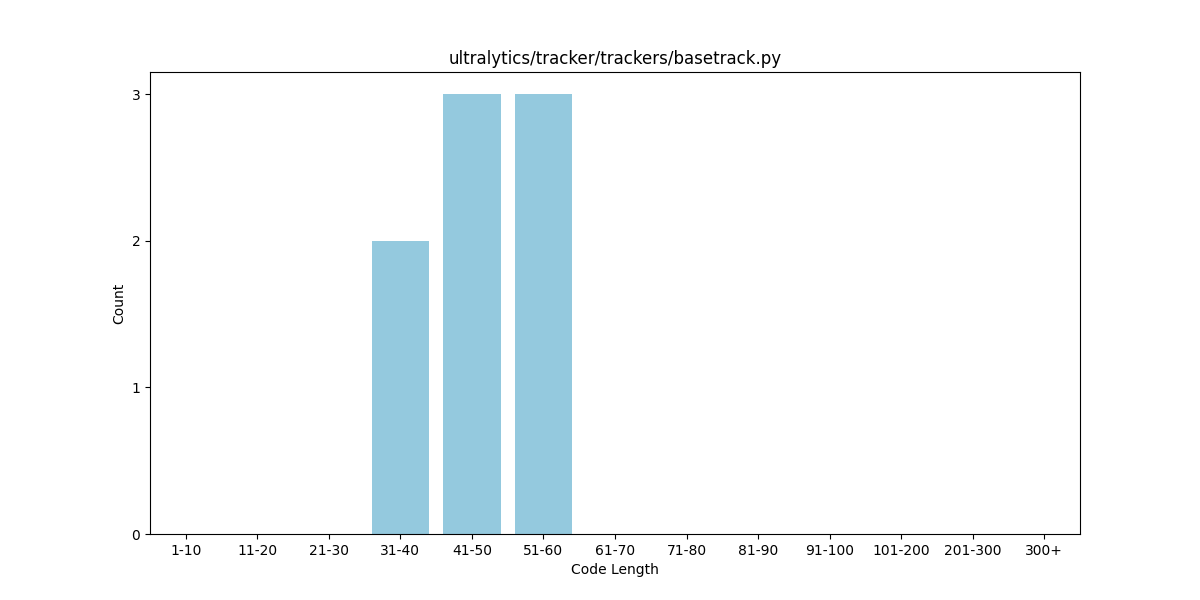 ultralytics/tracker/trackers/basetrack.py
3
2
1
0
Count
1-10 11-20 21-30 31-40 41-50 51-60 61-70 71-80 81-90 91-100 101-200 201-300 300+
Code Length